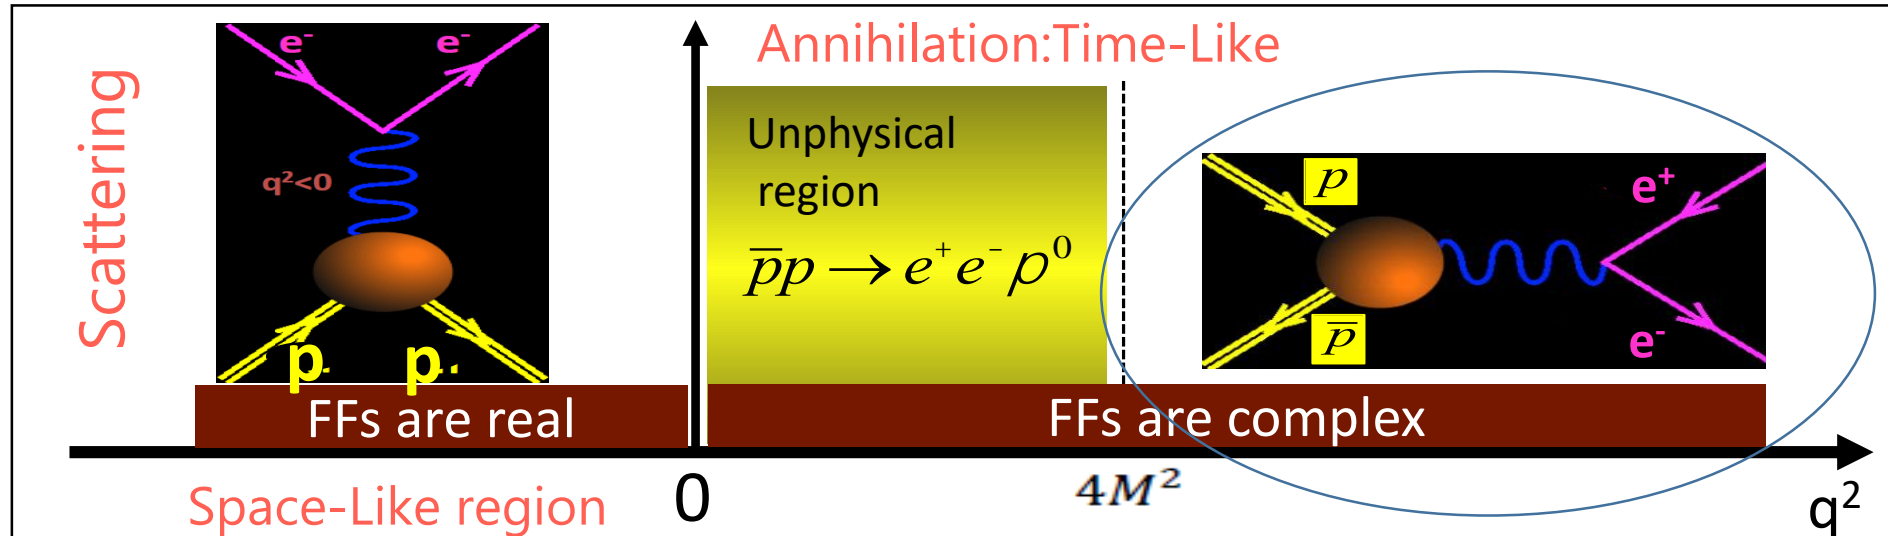 Scattering
e⁻ e⁻
q²<0
p p
FFs are real
Space-Like region
0
Annihilation:Time-Like
Unphysical
region
p̅p → e⁺ e⁻ p⁰
p
p̅
e⁺
e⁻
FFs are complex
4M²
q²